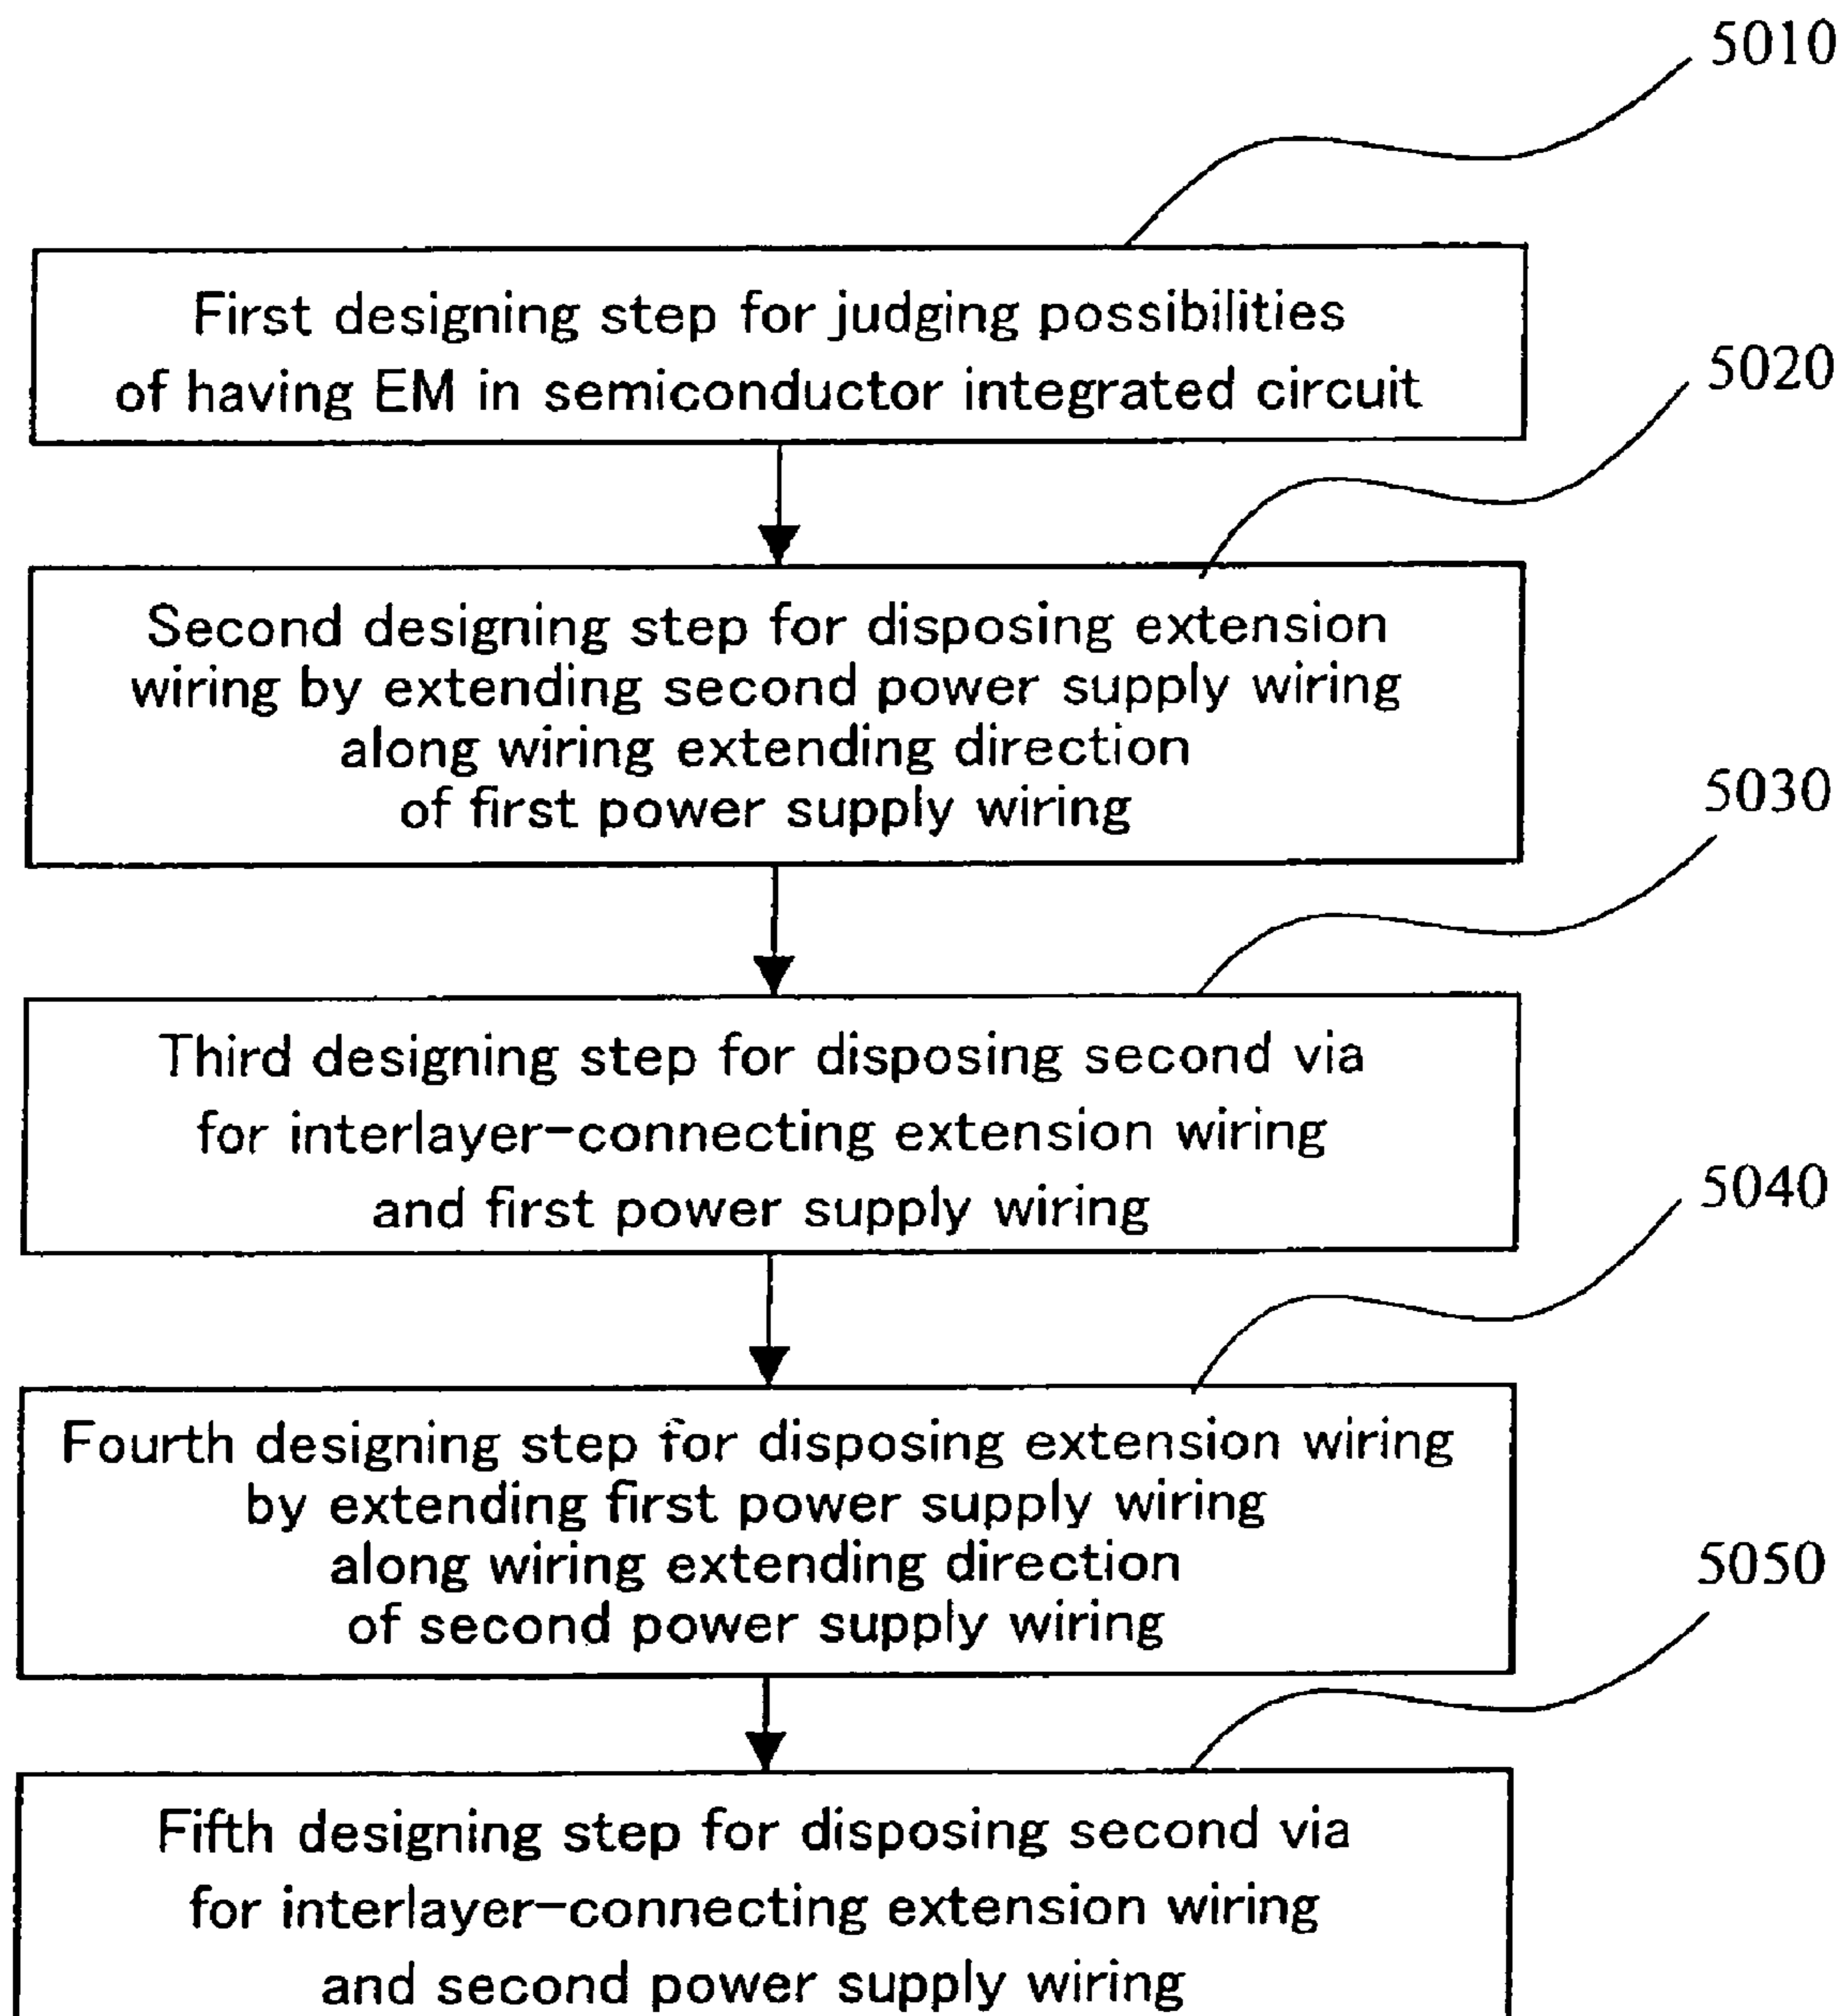 5010
First designing step for judging possibilities
of having EM in semiconductor integrated circuit
5020
Second designing step for disposing extension
wiring by extending second power supply wiring
along wiring extending direction
of first power supply wiring
5030
Third designing step for disposing second via
for interlayer-connecting extension wiring
and first power supply wiring
5040
Fourth designing step for disposing extension wiring
by extending first power supply wiring
along wiring extending direction
of second power supply wiring
5050
Fifth designing step for disposing second via
for interlayer-connecting extension wiring
and second power supply wiring